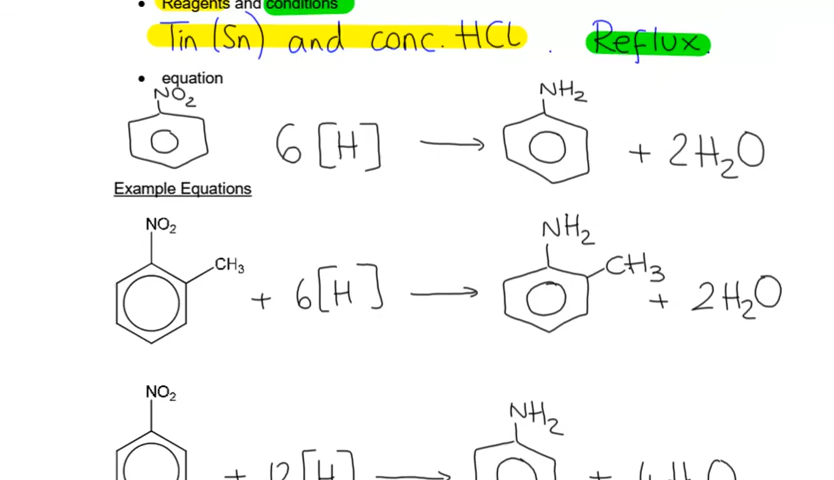 • Reagents and conditions
Tin (Sn) and conc. HCl. Reflux.
• equation
NO₂ 6[H] ⟶ NH₂ + 2H₂O
Example Equations
NO₂ CH₃ + 6[H] ⟶ NH₂ CH₃ + 2H₂O
NO₂ + 12[H] ⟶ NH₂ + 4H₂O